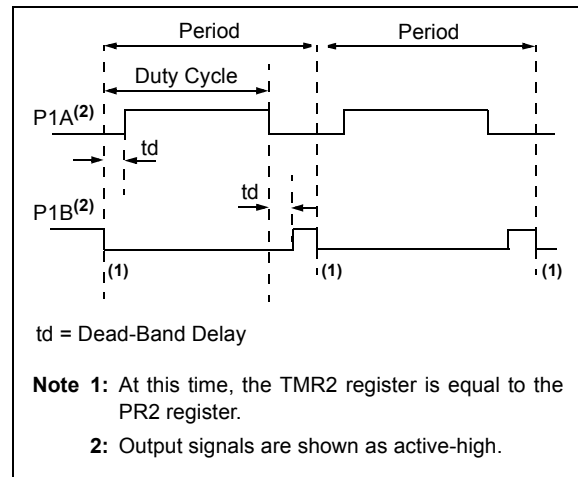 Period Period
Duty Cycle
P1A(2)
td
td
P1B(2)
(1) (1) (1)
td = Dead-Band Delay
Note 1: At this time, the TMR2 register is equal to the
PR2 register.
2: Output signals are shown as active-high.